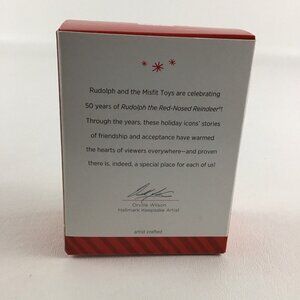 Rudolph and the Misfit Toys are celebrating
50 years of Rudolph the Red-Nosed Reindeer®!
Through the years, these holiday icons' stories
of friendship and acceptance have warmed
the hearts of viewers everywhere—and proven
there is, indeed, a special place for each of us!
Orville Wilson
Hallmark Keepsake Artist
artist crafted